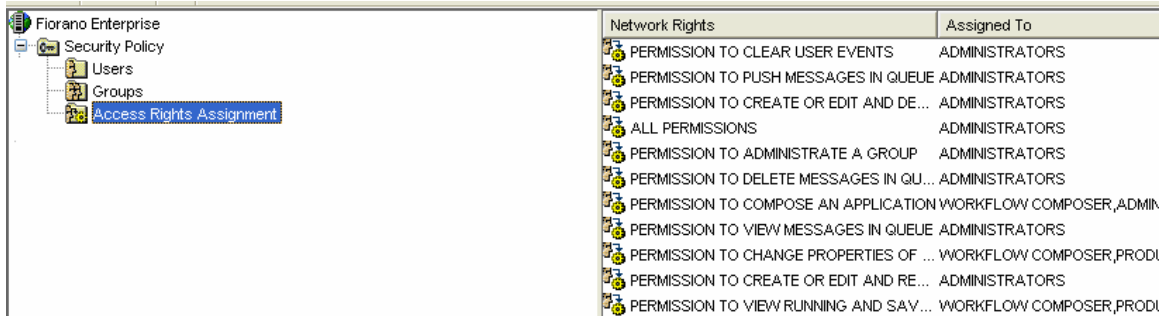 Fiorano Enterprise
Security Policy
Users
Groups
Access Rights Assignment
Network Rights Assigned To
PERMISSION TO CLEAR USER EVENTS ADMINISTRATORS
PERMISSION TO PUSH MESSAGES IN QUEUE ADMINISTRATORS
PERMISSION TO CREATE OR EDIT AND DE... ADMINISTRATORS
ALL PERMISSIONS ADMINISTRATORS
PERMISSION TO ADMINISTRATE A GROUP ADMINISTRATORS
PERMISSION TO DELETE MESSAGES IN QU... ADMINISTRATORS
PERMISSION TO COMPOSE AN APPLICATION WORKFLOW COMPOSER,ADMIN
PERMISSION TO VIEW MESSAGES IN QUEUE ADMINISTRATORS
PERMISSION TO CHANGE PROPERTIES OF ... WORKFLOW COMPOSER,PRODU
PERMISSION TO CREATE OR EDIT AND RE... ADMINISTRATORS
PERMISSION TO VIEW RUNNING AND SAV... WORKFLOW COMPOSER,PRODU